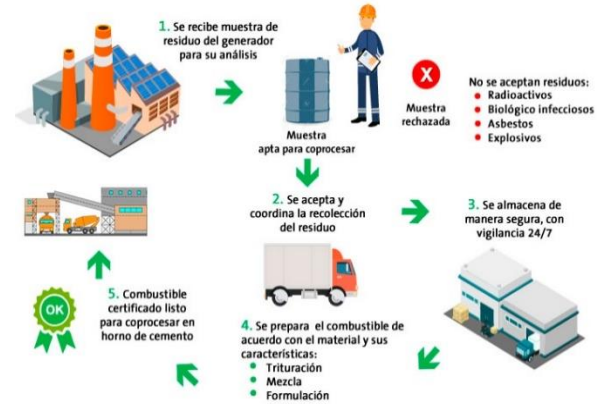 1. Se recibe muestra de
residuo del generador
para su análisis
Muestra
apta para coprocesar
X
Muestra
rechazada
No se aceptan residuos:
• Radioactivos
• Biológico infecciosos
• Asbestos
• Explosivos
2. Se acepta y
coordina la recolección
del residuo
3. Se almacena de
manera segura, con
vigilancia 24/7
4. Se prepara el combustible de
acuerdo con el material y sus
características:
• Trituración
• Mezcla
• Formulación
OK
5. Combustible
certificado listo
para coprocesar en
horno de cemento